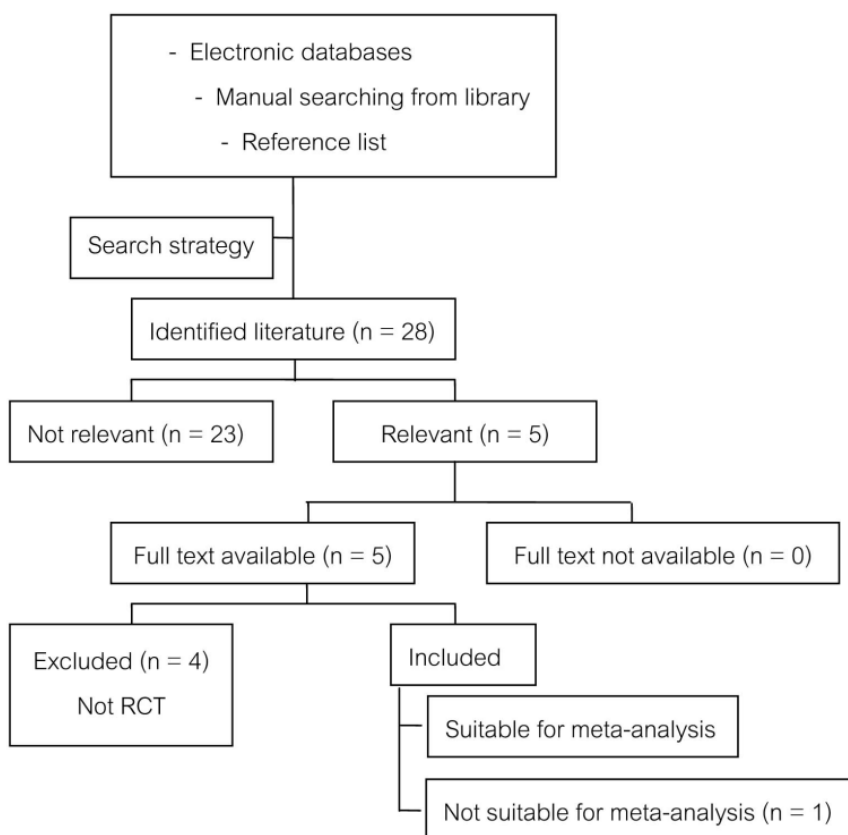 - Electronic databases
- Manual searching from library
- Reference list
Search strategy
Identified literature (n = 28)
Not relevant (n = 23)
Relevant (n = 5)
Full text available (n = 5)
Full text not available (n = 0)
Excluded (n = 4)
Not RCT
Included
Suitable for meta-analysis
Not suitable for meta-analysis (n = 1)